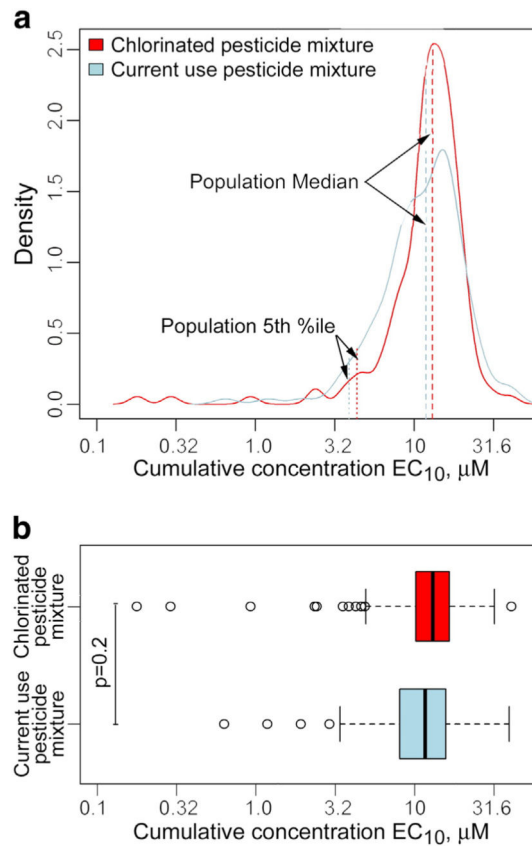 a
Chlorinated pesticide mixture
Current use pesticide mixture
Population Median
Population 5th %ile
Density
0.0
0.5
1.0
1.5
2.0
2.5
0.1
0.32
1.0
3.2
10
31.6
Cumulative concentration EC10, μM
b
Chlorinated
pesticide
mixture
Current use
pesticide
mixture
p=0.2
0.1
0.32
1.0
3.2
10
31.6
Cumulative concentration EC10, μM